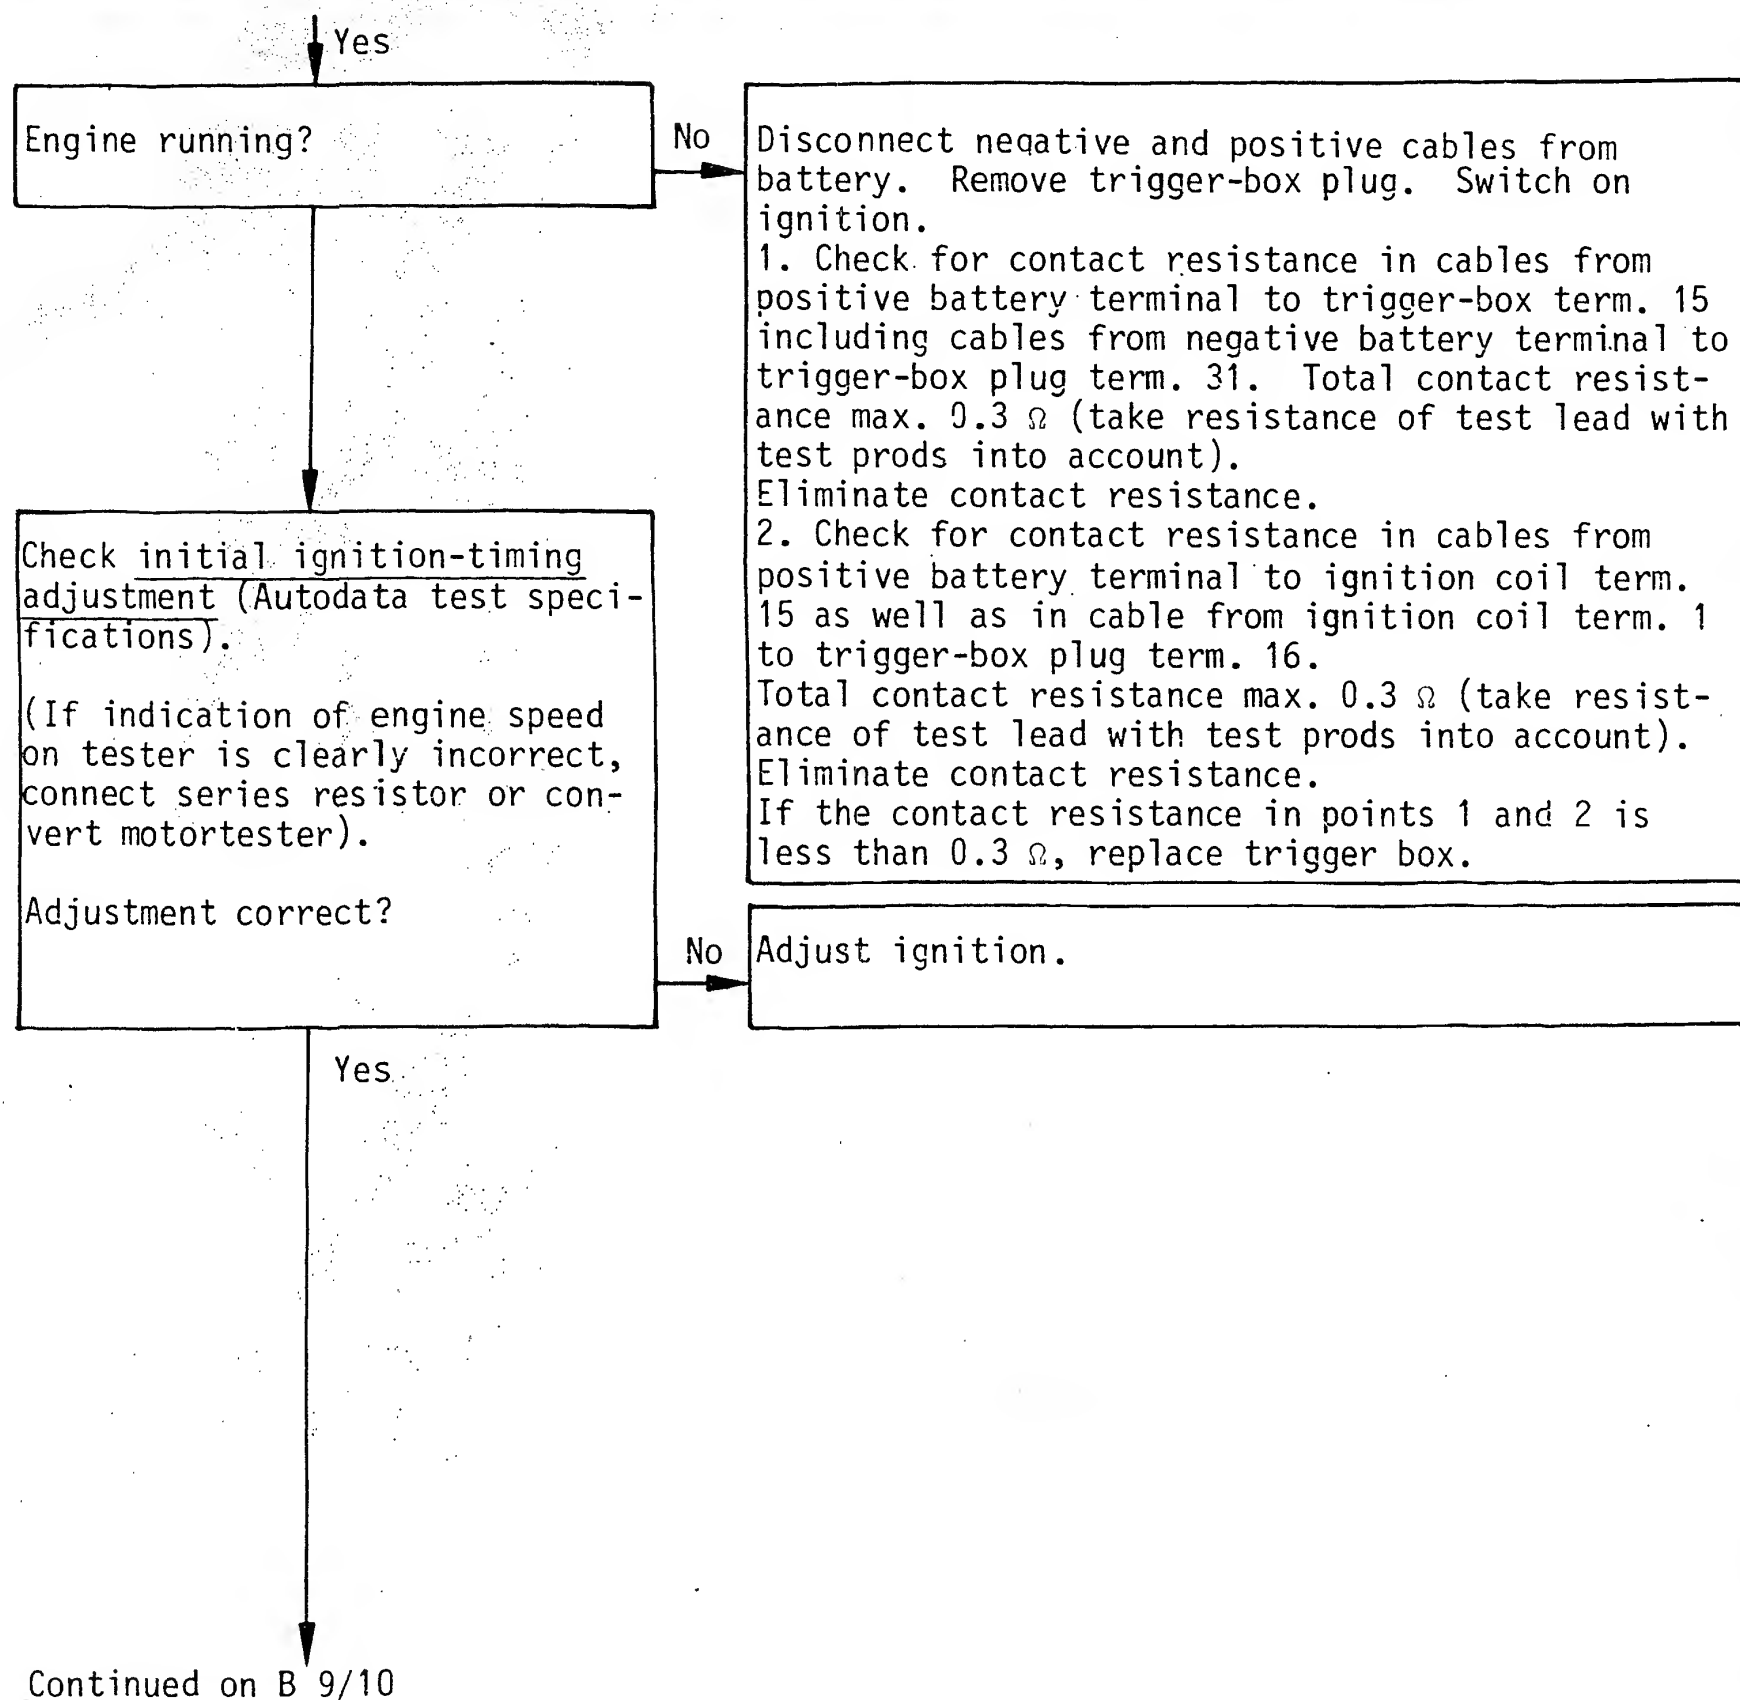 Yes
Engine running?
No
Disconnect negative and positive cables from
battery. Remove trigger-box plug. Switch on
ignition.
1. Check for contact resistance in cables from
positive battery terminal to trigger-box term. 15
including cables from negative battery terminal to
trigger-box plug term. 31. Total contact resist-
ance max. 0.3 Ω (take resistance of test lead with
test prods into account).
Eliminate contact resistance.
2. Check for contact resistance in cables from
positive battery terminal to ignition coil term.
15 as well as in cable from ignition coil term. 1
to trigger-box plug term. 16.
Total contact resistance max. 0.3 Ω (take resist-
ance of test lead with test prods into account).
Eliminate contact resistance.
If the contact resistance in points 1 and 2 is
less than 0.3 Ω, replace trigger box.
Check initial ignition-timing
adjustment (Autodata test speci-
fications).
(If indication of engine speed
on tester is clearly incorrect,
connect series resistor or con-
vert motortester).
Adjustment correct?
No
Adjust ignition.
Yes
Continued on B 9/10